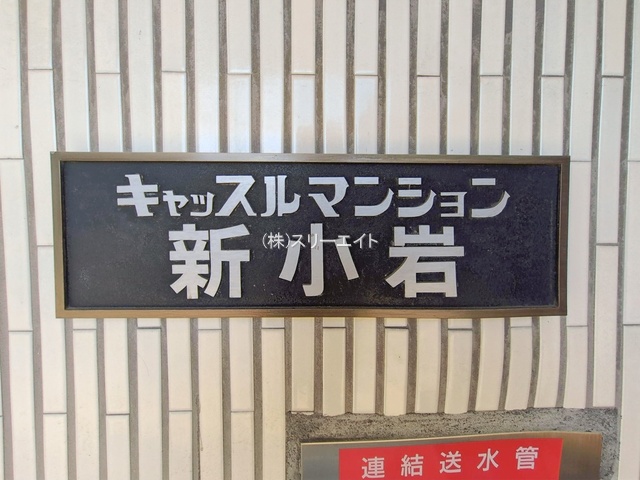 キャッスルマンション
新小岩
(株)スリーエイト
連結送水管